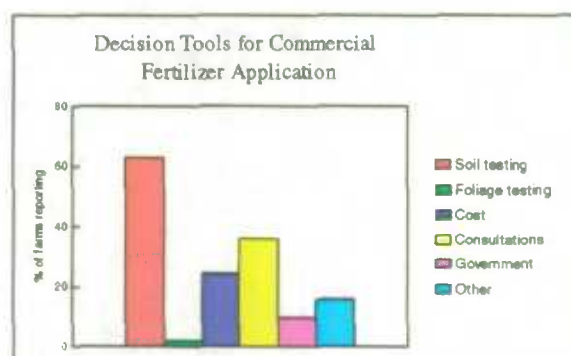 Decision Tools for Commercial
Fertilizer Application
80
60
40
20
0
% of farms reporting
Soil testing
Foliage testing
Cost
Consultations
Government
Other